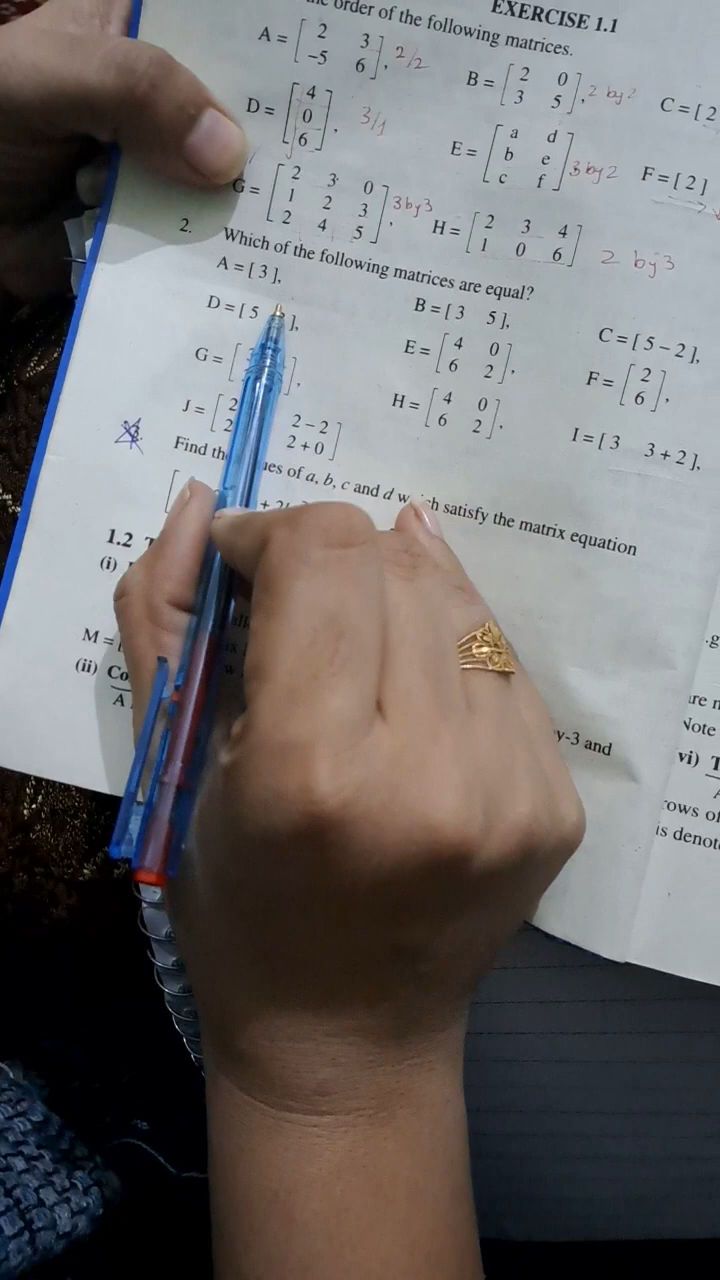 EXERCISE 1.1
order of the following matrices.
A = [ 2 3
-5 6 ], 2/2
B = [ 2 0
3 5 ], 2 by 2
C = [ 2
D = [ 4
0
6 ], 3/1
E = [ a d
b e
c f ] 3 by 2
F = [ 2 ]
G = [ 2 3 0
1 2 3
2 4 5 ], 3 by 3
H = [ 2 3 4
1 0 6 ] 2 by 3
2. Which of the following matrices are equal?
A = [ 3 ],
B = [ 3 5 ],
C = [ 5 – 2 ],
D = [ 5 ],
E = [ 4 0
6 2 ],
F = [ 2
6 ],
G = [ ],
H = [ 4 0
6 2 ],
I = [ 3 3 + 2 ],
J = [ 2 2 – 2
2 2 + 0 ]
3. Find th ues of a, b, c and d ch satisfy the matrix equation
1.2
(i)
M = [
(ii) Co
A
y-3 and
Note
vi) T
rows of
is denot